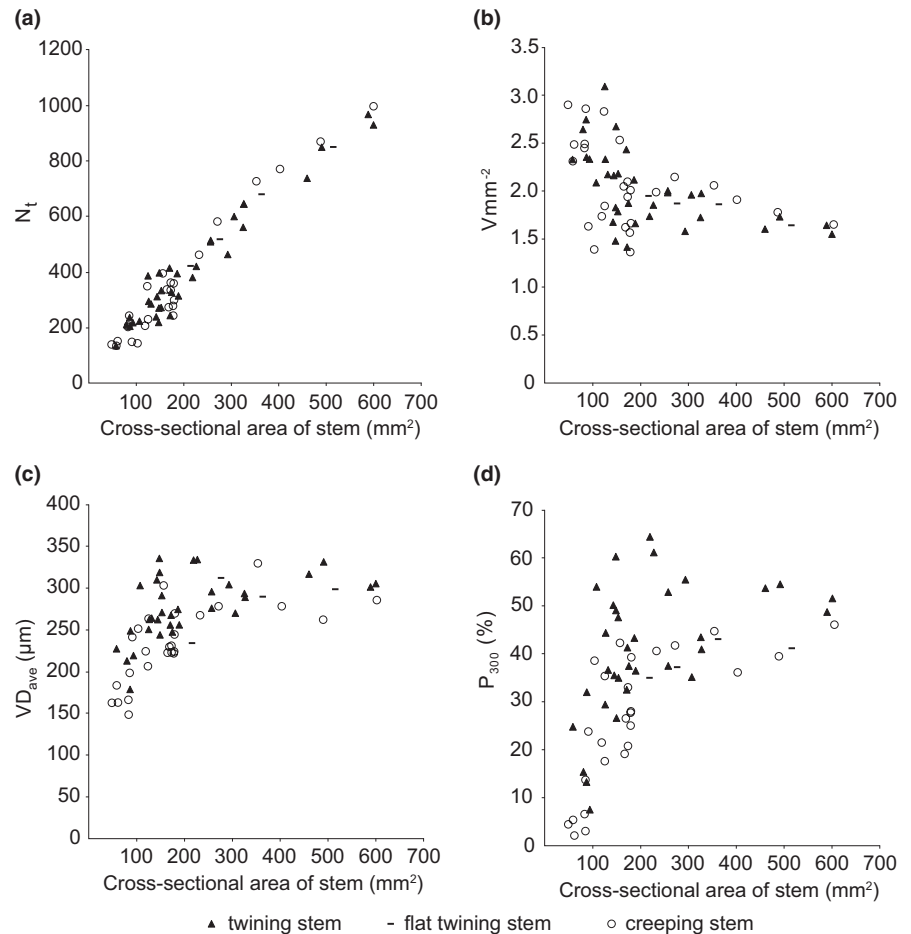 (a)
1200
1000
800
600
400
200
0
N_t
100 200 300 400 500 600 700
Cross-sectional area of stem (mm²)
(b)
3.5
3.0
2.5
2.0
1.5
1.0
0.5
0
Vmm⁻²
100 200 300 400 500 600 700
Cross-sectional area of stem (mm²)
(c)
400
350
300
250
200
150
100
50
0
VD_ave (µm)
100 200 300 400 500 600 700
Cross-sectional area of stem (mm²)
(d)
70
60
50
40
30
20
10
0
P_300 (%)
100 200 300 400 500 600 700
Cross-sectional area of stem (mm²)
twining stem flat twining stem creeping stem